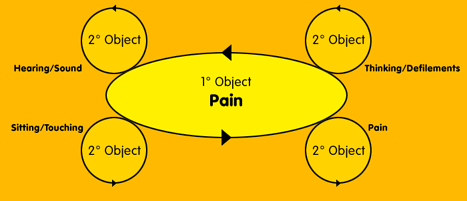 2° Object
2° Object
Hearing/Sound
Thinking/Defilements
1° Object
Pain
Sitting/Touching
Pain
2° Object
2° Object